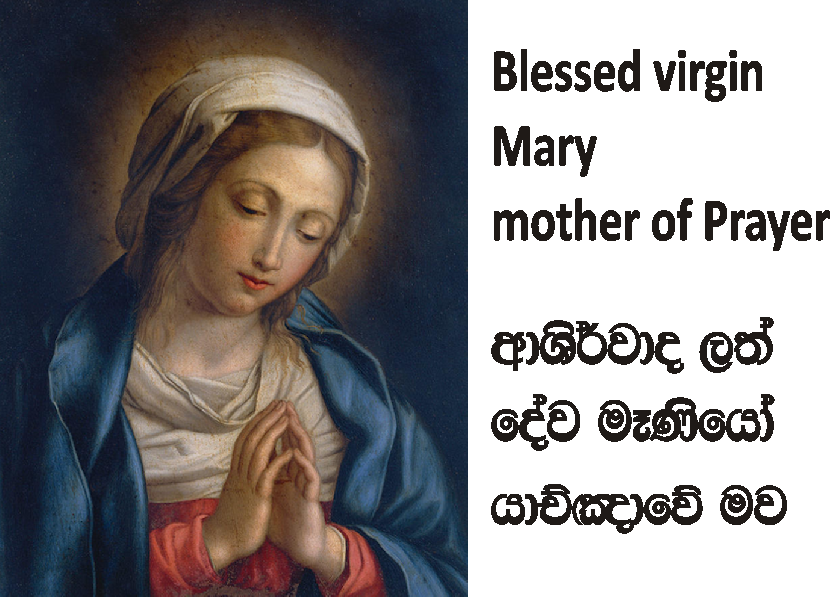 Blessed virgin
Mary
mother of Prayer
ආශිර්වාද ලත්
දේව මෑණියෝ
යාච්ඤාවේ මව